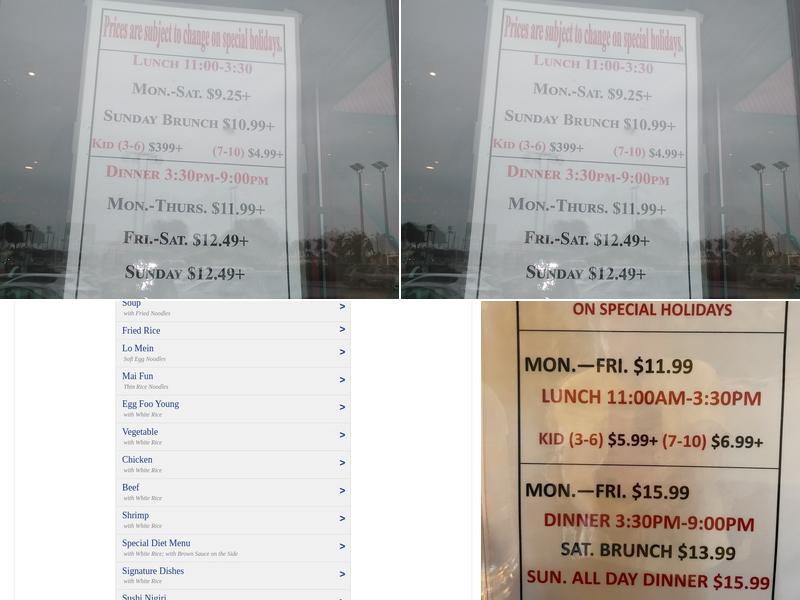 Prices are subject to change on special holidays.
LUNCH 11:00-3:30
MON.-SAT. $9.25+
SUNDAY BRUNCH $10.99+
KID (3-6) $399+ (7-10) $4.99+
DINNER 3:30PM-9:00PM
MON.-THURS. $11.99+
FRI.-SAT. $12.49+
SUNDAY $12.49+
Prices are subject to change on special holidays.
LUNCH 11:00-3:30
MON.-SAT. $9.25+
SUNDAY BRUNCH $10.99+
KID (3-6) $399+ (7-10) $4.99+
DINNER 3:30PM-9:00PM
MON.-THURS. $11.99+
FRI.-SAT. $12.49+
SUNDAY $12.49+
Soup >
with Fried Noodles
Fried Rice >
Lo Mein >
Soft Egg Noodles
Mai Fun >
Thin Rice Noodles
Egg Foo Young >
with White Rice
Vegetable >
with White Rice
Chicken >
with White Rice
Beef >
with White Rice
Shrimp >
with White Rice
Special Diet Menu >
with White Rice; with Brown Sauce on the Side
Signature Dishes >
with White Rice
Sushi Nigiri >
ON SPECIAL HOLIDAYS
MON.—FRI. $11.99
LUNCH 11:00AM-3:30PM
KID (3-6) $5.99+ (7-10) $6.99+
MON.—FRI. $15.99
DINNER 3:30PM-9:00PM
SAT. BRUNCH $13.99
SUN. ALL DAY DINNER $15.99